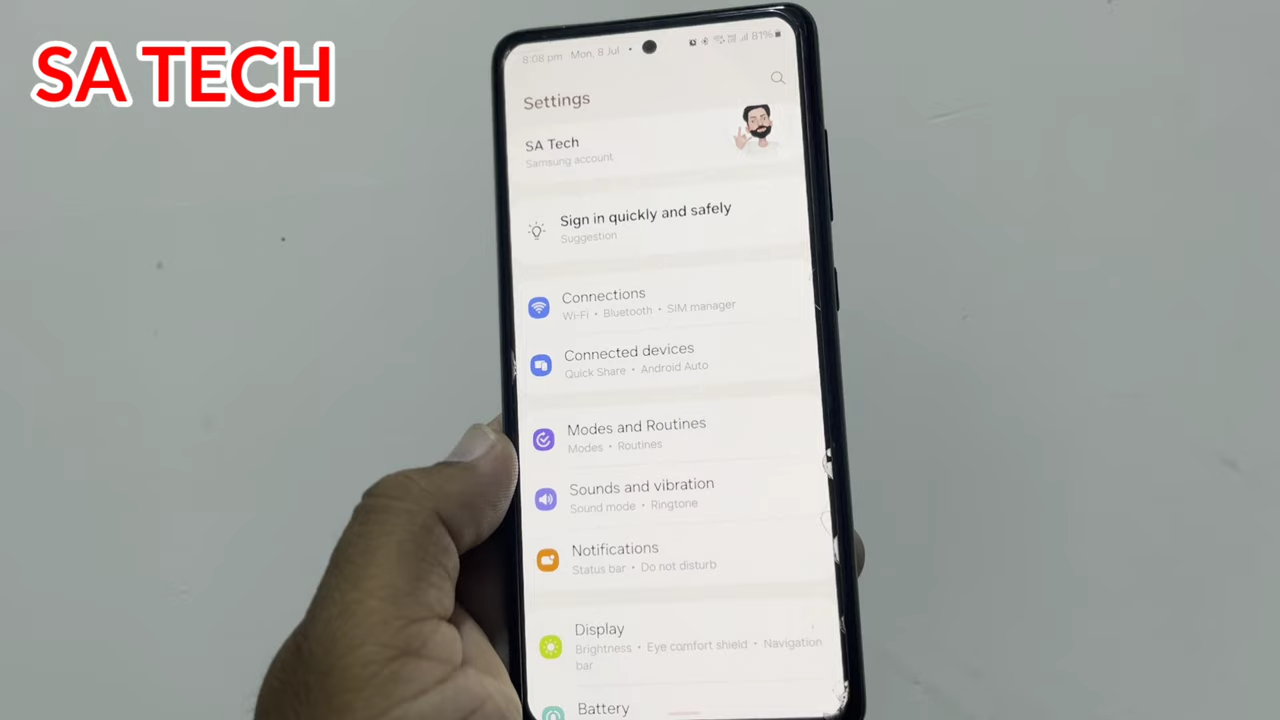 SA TECH
8:08 pm Mon, 8 Jul •
81%
Settings
SA Tech
Samsung account
Sign in quickly and safely
Suggestion
Connections
Wi-Fi • Bluetooth • SIM manager
Connected devices
Quick Share • Android Auto
Modes and Routines
Modes • Routines
Sounds and vibration
Sound mode • Ringtone
Notifications
Status bar • Do not disturb
Display
Brightness • Eye comfort shield • Navigation
bar
Battery